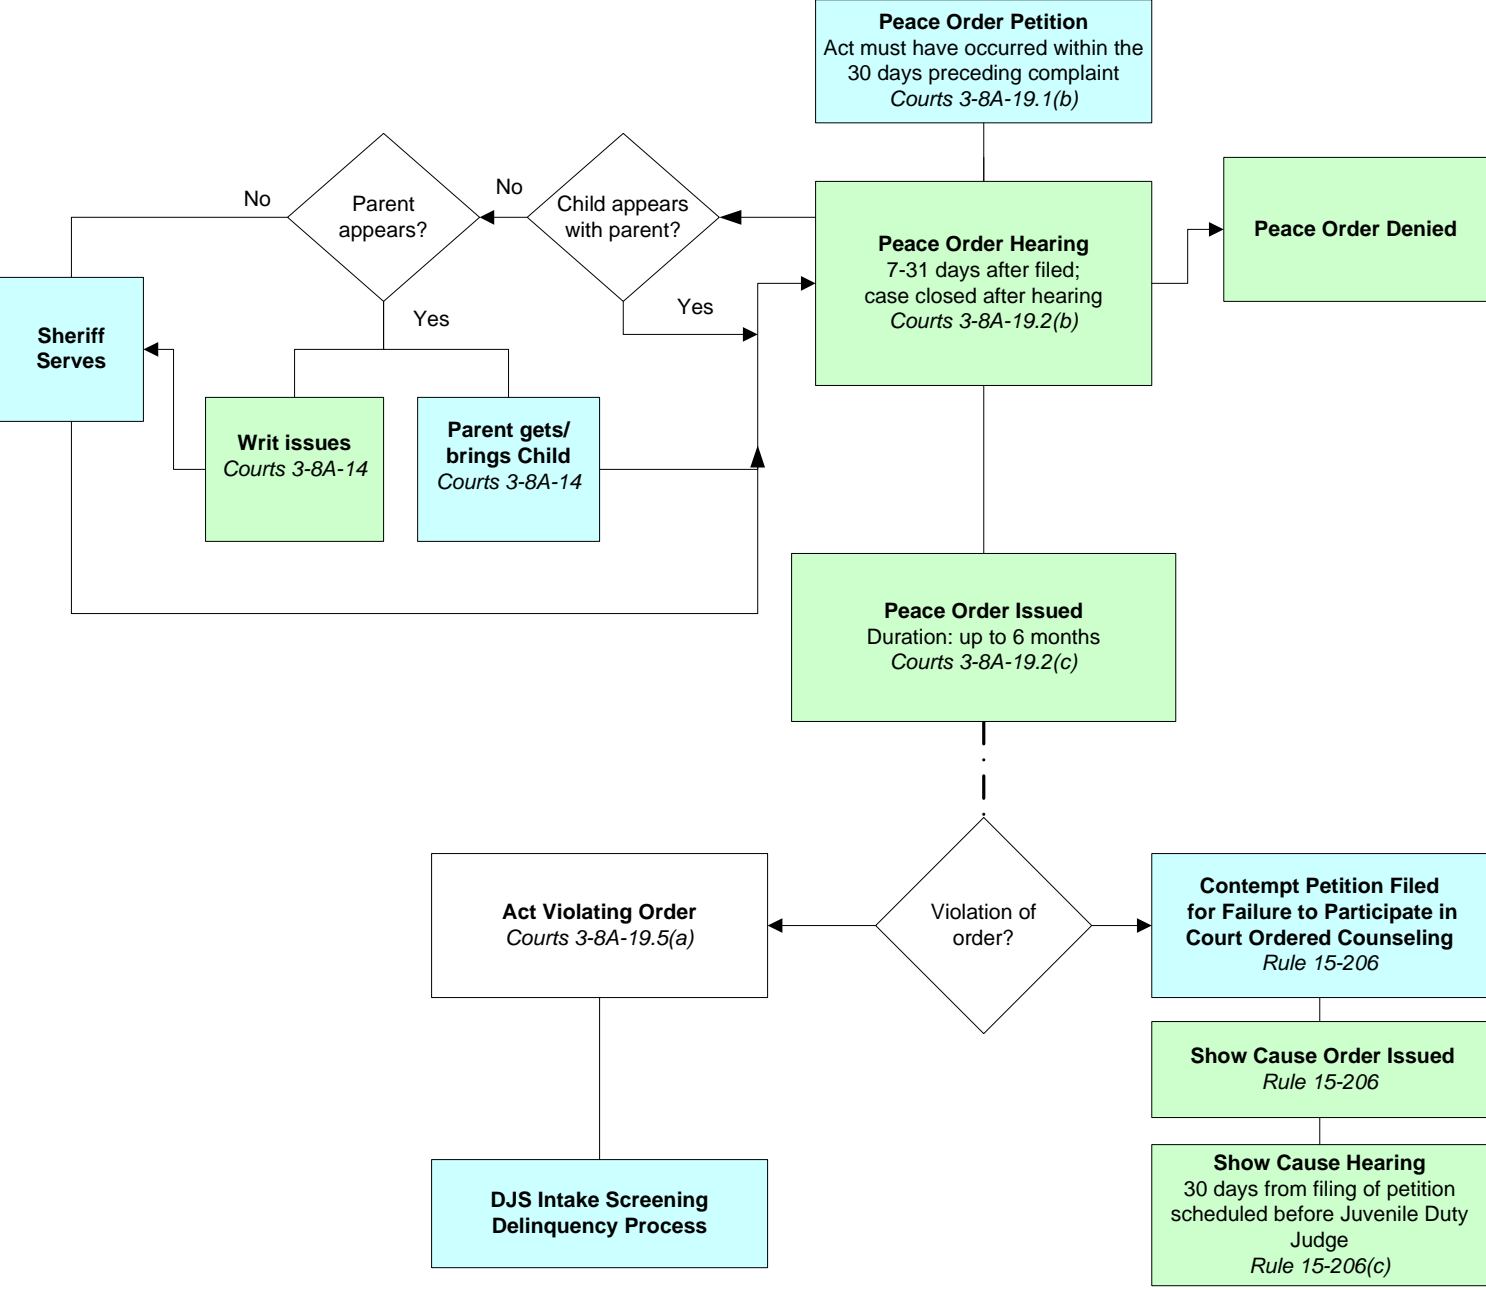 Peace Order Petition
Act must have occurred within the
30 days preceding complaint
Courts 3-8A-19.1(b)
No
Parent
appears?
No
Child appears
with parent?
Peace Order Hearing
7-31 days after filed;
case closed after hearing
Courts 3-8A-19.2(b)
Peace Order Denied
Yes
Yes
Sheriff
Serves
Writ issues
Courts 3-8A-14
Parent gets/
brings Child
Courts 3-8A-14
Peace Order Issued
Duration: up to 6 months
Courts 3-8A-19.2(c)
Act Violating Order
Courts 3-8A-19.5(a)
Violation of
order?
Contempt Petition Filed
for Failure to Participate in
Court Ordered Counseling
Rule 15-206
Show Cause Order Issued
Rule 15-206
DJS Intake Screening
Delinquency Process
Show Cause Hearing
30 days from filing of petition
scheduled before Juvenile Duty
Judge
Rule 15-206(c)